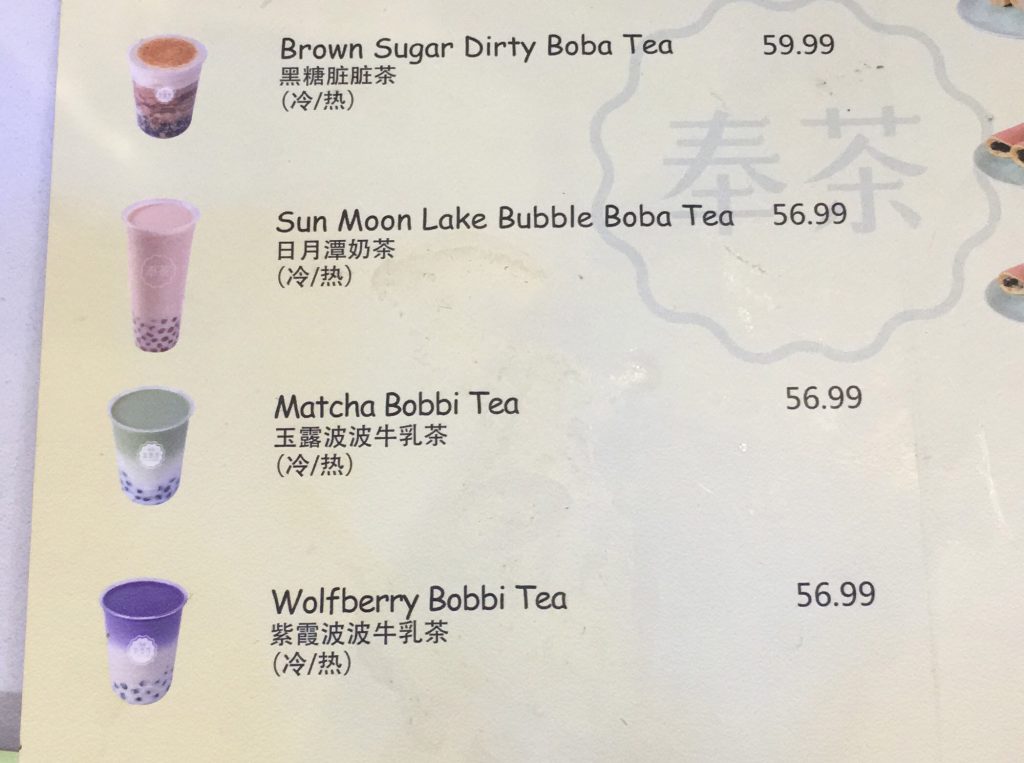 Brown Sugar Dirty Boba Tea 59.99
黑糖脏脏茶
(冷/热)
奉茶
Sun Moon Lake Bubble Boba Tea 56.99
日月潭奶茶
(冷/热)
Matcha Bobbi Tea 56.99
玉露波波牛乳茶
(冷/热)
Wolfberry Bobbi Tea 56.99
紫霞波波牛乳茶
(冷/热)